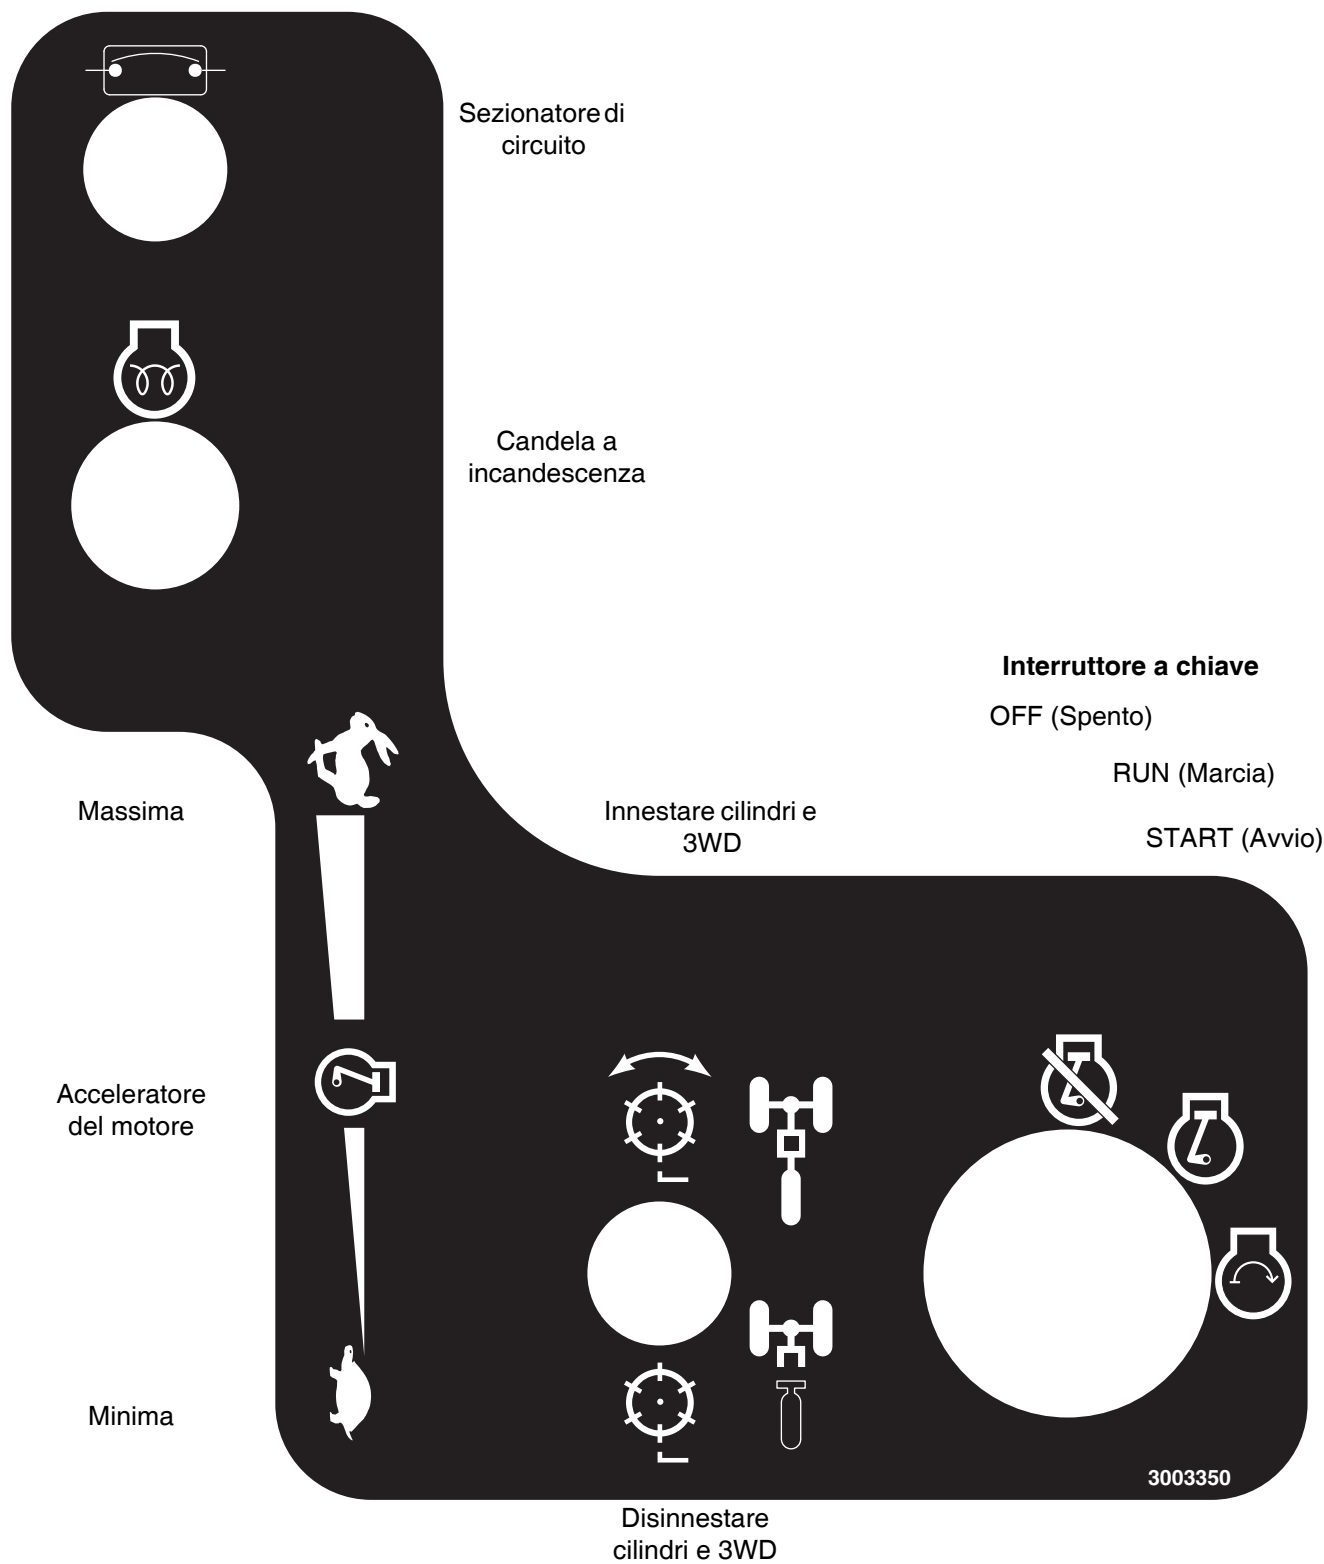 Sezionatore di
circuito
Candela a
incandescenza
Interruttore a chiave
OFF (Spento)
RUN (Marcia)
START (Avvio)
Massima
Innestare cilindri e
3WD
Acceleratore
del motore
Minima
3003350
Disinnestare
cilindri e 3WD